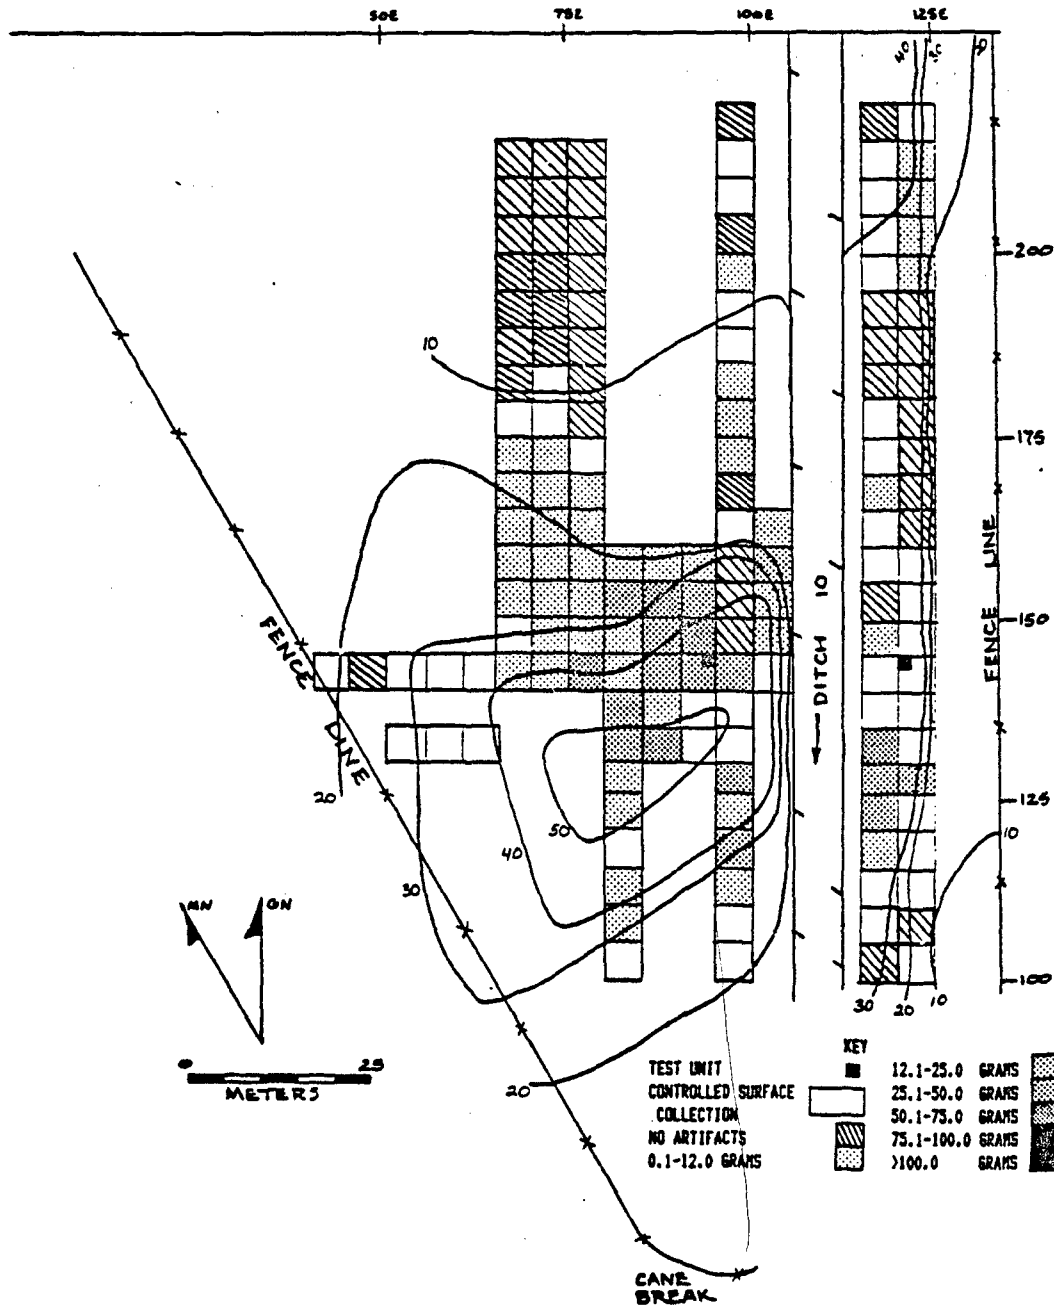 50E 75E 100E 125E
40 30
200
10
175
FENCE LINE
150
FENCE LINE
DITCH 10
20
50
40
125
10
30
MN GN
100
30 20 10
0 25
METERS
20
KEY
TEST UNIT 12.1-25.0 GRAMS
CONTROLLED SURFACE 25.1-50.0 GRAMS
COLLECTION 50.1-75.0 GRAMS
NO ARTIFACTS 75.1-100.0 GRAMS
0.1-12.0 GRAMS >100.0 GRAMS
CANE
BREAK